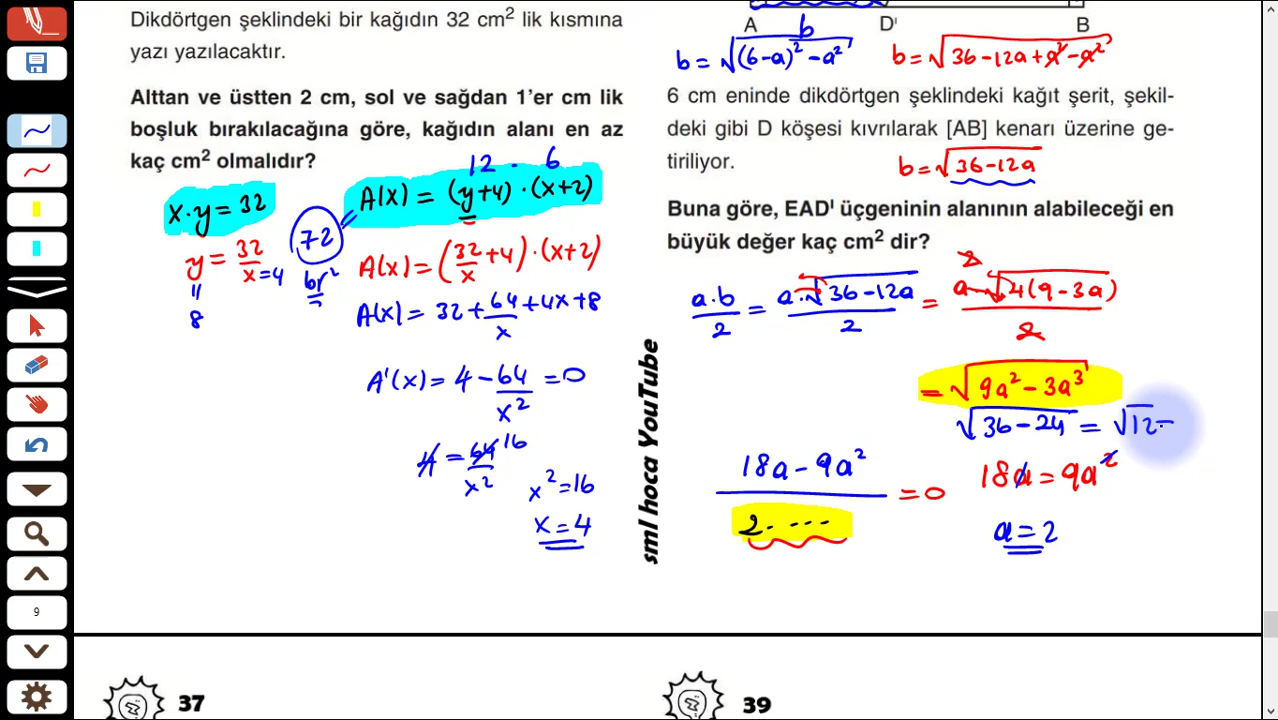 Dikdörtgen şeklindeki bir kağıdın 32 cm² lik kısmına
yazı yazılacaktır.
Alttan ve üstten 2 cm, sol ve sağdan 1'er cm lik
boşluk bırakılacağına göre, kağıdın alanı en az
kaç cm² olmalıdır?
12 · 6
x·y=32
A(x) = (y+4)·(x+2)
72
br²
y = 32/x=4
8
A(x) = (32/x+4)·(x+2)
A(x) = 32+64/x+4x+8
A'(x) = 4-64/x²=0
4 = 64/x² 16
x²=16
x=4
A D' B
b
b=√(6-a)²-a²
b=√36-12a+a²-a²
6 cm eninde dikdörtgen şeklindeki kağıt şerit, şekil-
deki gibi D köşesi kıvrılarak [AB] kenarı üzerine ge-
tiriliyor.
b=√36-12a
Buna göre, EAD' üçgeninin alanının alabileceği en
büyük değer kaç cm² dir?
a·b/2 = a·√36-12a/2 = a·√4(9-3a)/2
2
=√9a²-3a³
√36-24 = √12=
18a-9a²/2····=0
18a=9a²
a=2
sml hoca YouTube
9
37
39